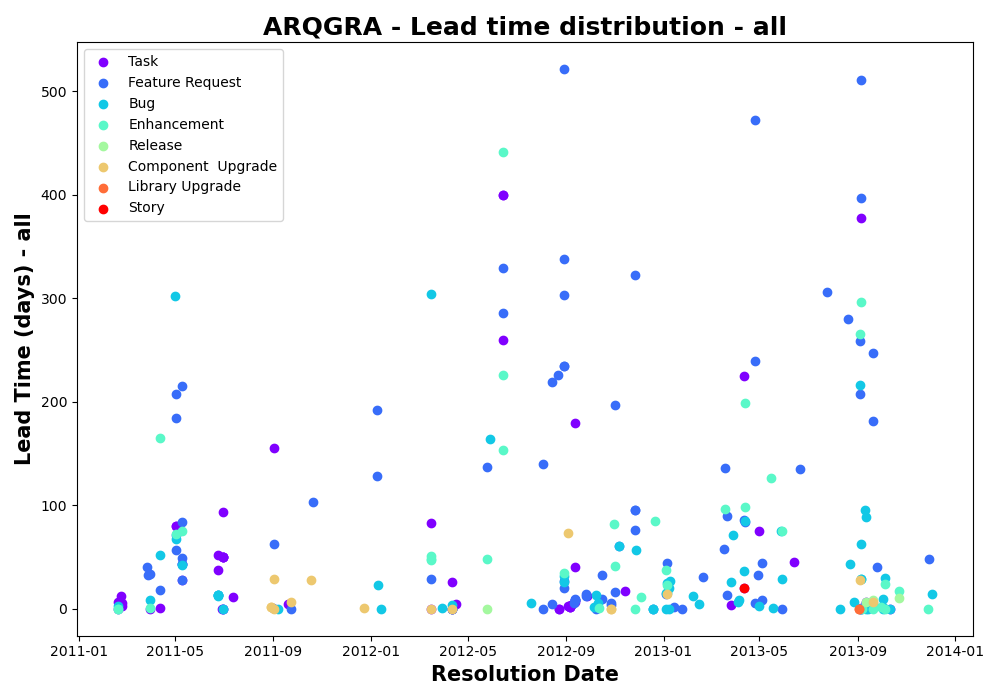 ARQGRA - Lead time distribution - all
Task
Feature Request
Bug
Enhancement
Release
Component  Upgrade
Library Upgrade
Story
Lead Time (days) - all
500
400
300
200
100
0
2011-01 2011-05 2011-09 2012-01 2012-05 2012-09 2013-01 2013-05 2013-09 2014-01
Resolution Date